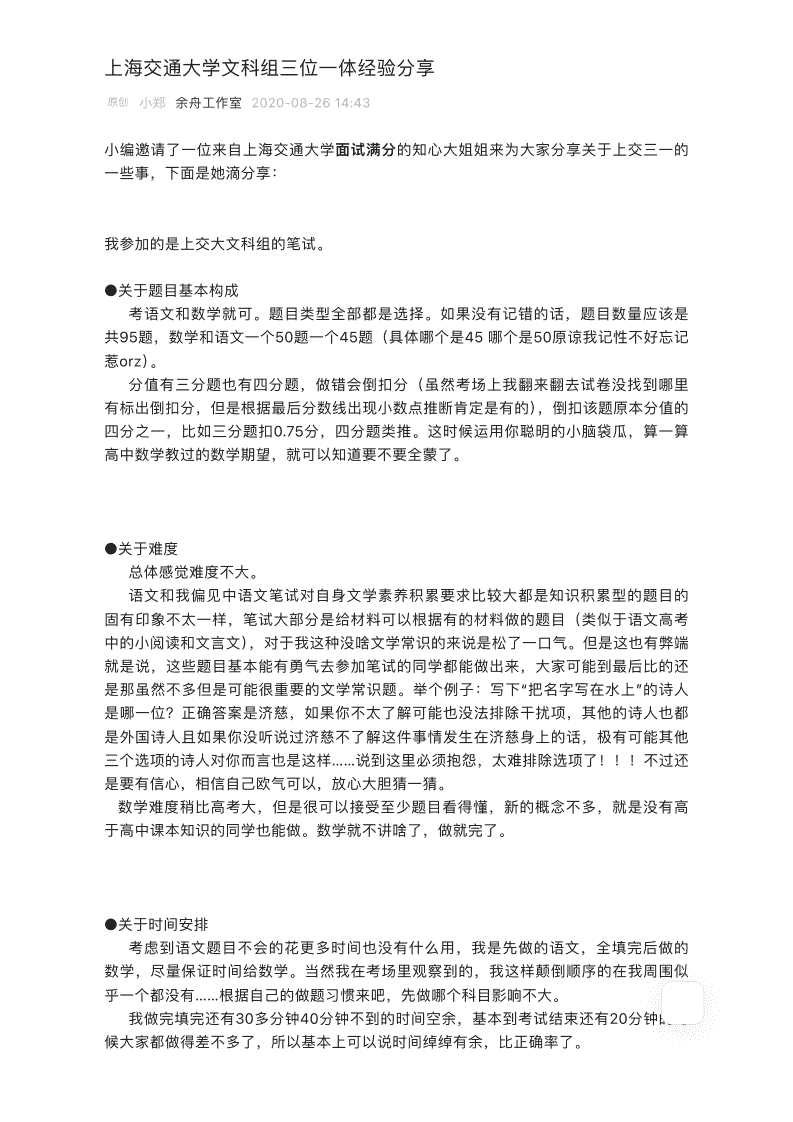 上海交通大学文科组三位一体经验分享
原创 小郑 余舟工作室 2020-08-26 14:43
小编邀请了一位来自上海交通大学面试满分的知心大姐姐来为大家分享关于上交三一的
一些事，下面是她滴分享：
我参加的是上交大文科组的笔试。
●关于题目基本构成
考语文和数学就可。题目类型全部都是选择。如果没有记错的话，题目数量应该是
共95题，数学和语文一个50题一个45题（具体哪个是45 哪个是50原谅我记性不好忘记
惹orz）。
分值有三分题也有四分题，做错会倒扣分（虽然考场上我翻来翻去试卷没找到哪里
有标出倒扣分，但是根据最后分数线出现小数点推断肯定是有的），倒扣该题原本分值的
四分之一，比如三分题扣0.75分，四分题类推。这时候运用你聪明的小脑袋瓜，算一算
高中数学教过的数学期望，就可以知道要不要全蒙了。
●关于难度
总体感觉难度不大。
语文和我偏见中语文笔试对自身文学素养积累要求比较大都是知识积累型的题目的
固有印象不太一样，笔试大部分是给材料可以根据有的材料做的题目（类似于语文高考
中的小阅读和文言文），对于我这种没啥文学常识的来说是松了一口气。但是这也有弊端
就是说，这些题目基本能有勇气去参加笔试的同学都能做出来，大家可能到最后比的还
是那虽然不多但是可能很重要的文学常识题。举个例子：写下“把名字写在水上”的诗人
是哪一位？正确答案是济慈，如果你不太了解可能也没法排除干扰项，其他的诗人也都
是外国诗人且如果你没听说过济慈不了解这件事情发生在济慈身上的话，极有可能其他
三个选项的诗人对你而言也是这样……说到这里必须抱怨，太难排除选项了！！！不过还
是要有信心，相信自己欧气可以，放心大胆猜一猜。
数学难度稍比高考大，但是很可以接受至少题目看得懂，新的概念不多，就是没有高
于高中课本知识的同学也能做。数学就不讲啥了，做就完了。
●关于时间安排
考虑到语文题目不会的花更多时间也没有什么用，我是先做的语文，全填完后做的
数学，尽量保证时间给数学。当然我在考场里观察到的，我这样颠倒顺序的在我周围似
乎一个都没有……根据自己的做题习惯来吧，先做哪个科目影响不大。
我做完填完还有30多分钟40分钟不到的时间空余，基本到考试结束还有20分钟
候大家都做得差不多了，所以基本上可以说时间绰绰有余，比正确率了。